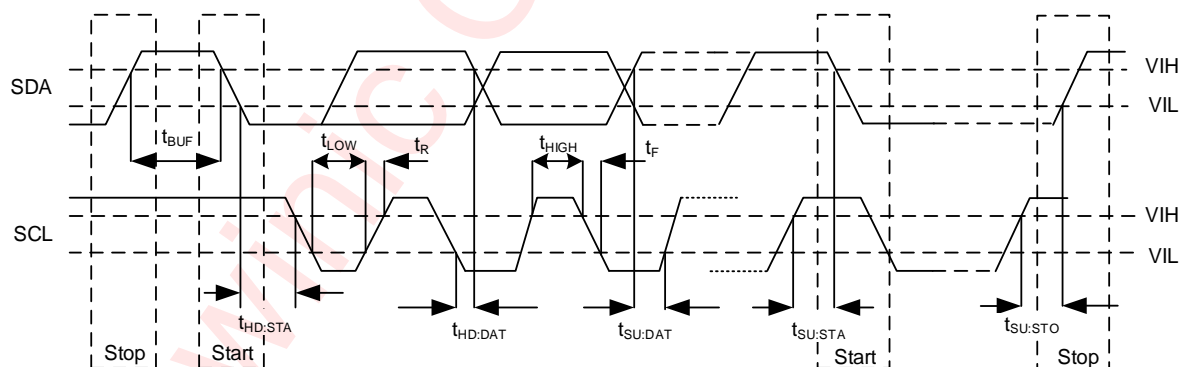 VIH
SDA
VIL
tBUF
tLOW
tR
tHIGH
tF
VIH
SCL
VIL
tHD:STA
tHD:DAT
tSU:DAT
tSU:STA
tSU:STO
Stop
Start
Start
Stop
winic